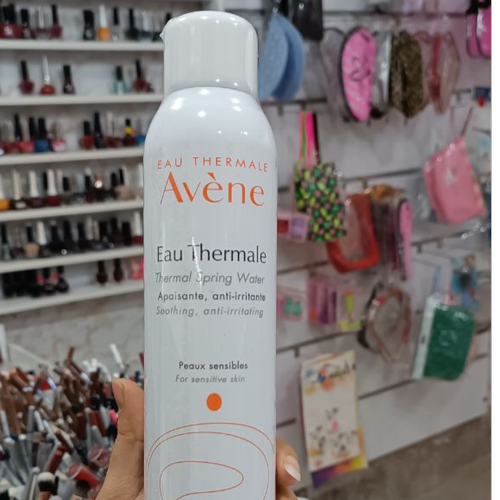 EAU THERMALE
Avène
Eau Thermale
Thermal Spring Water
Apaisante, anti-irritante
Soothing, anti-irritating
Peaux sensibles
For sensitive skin